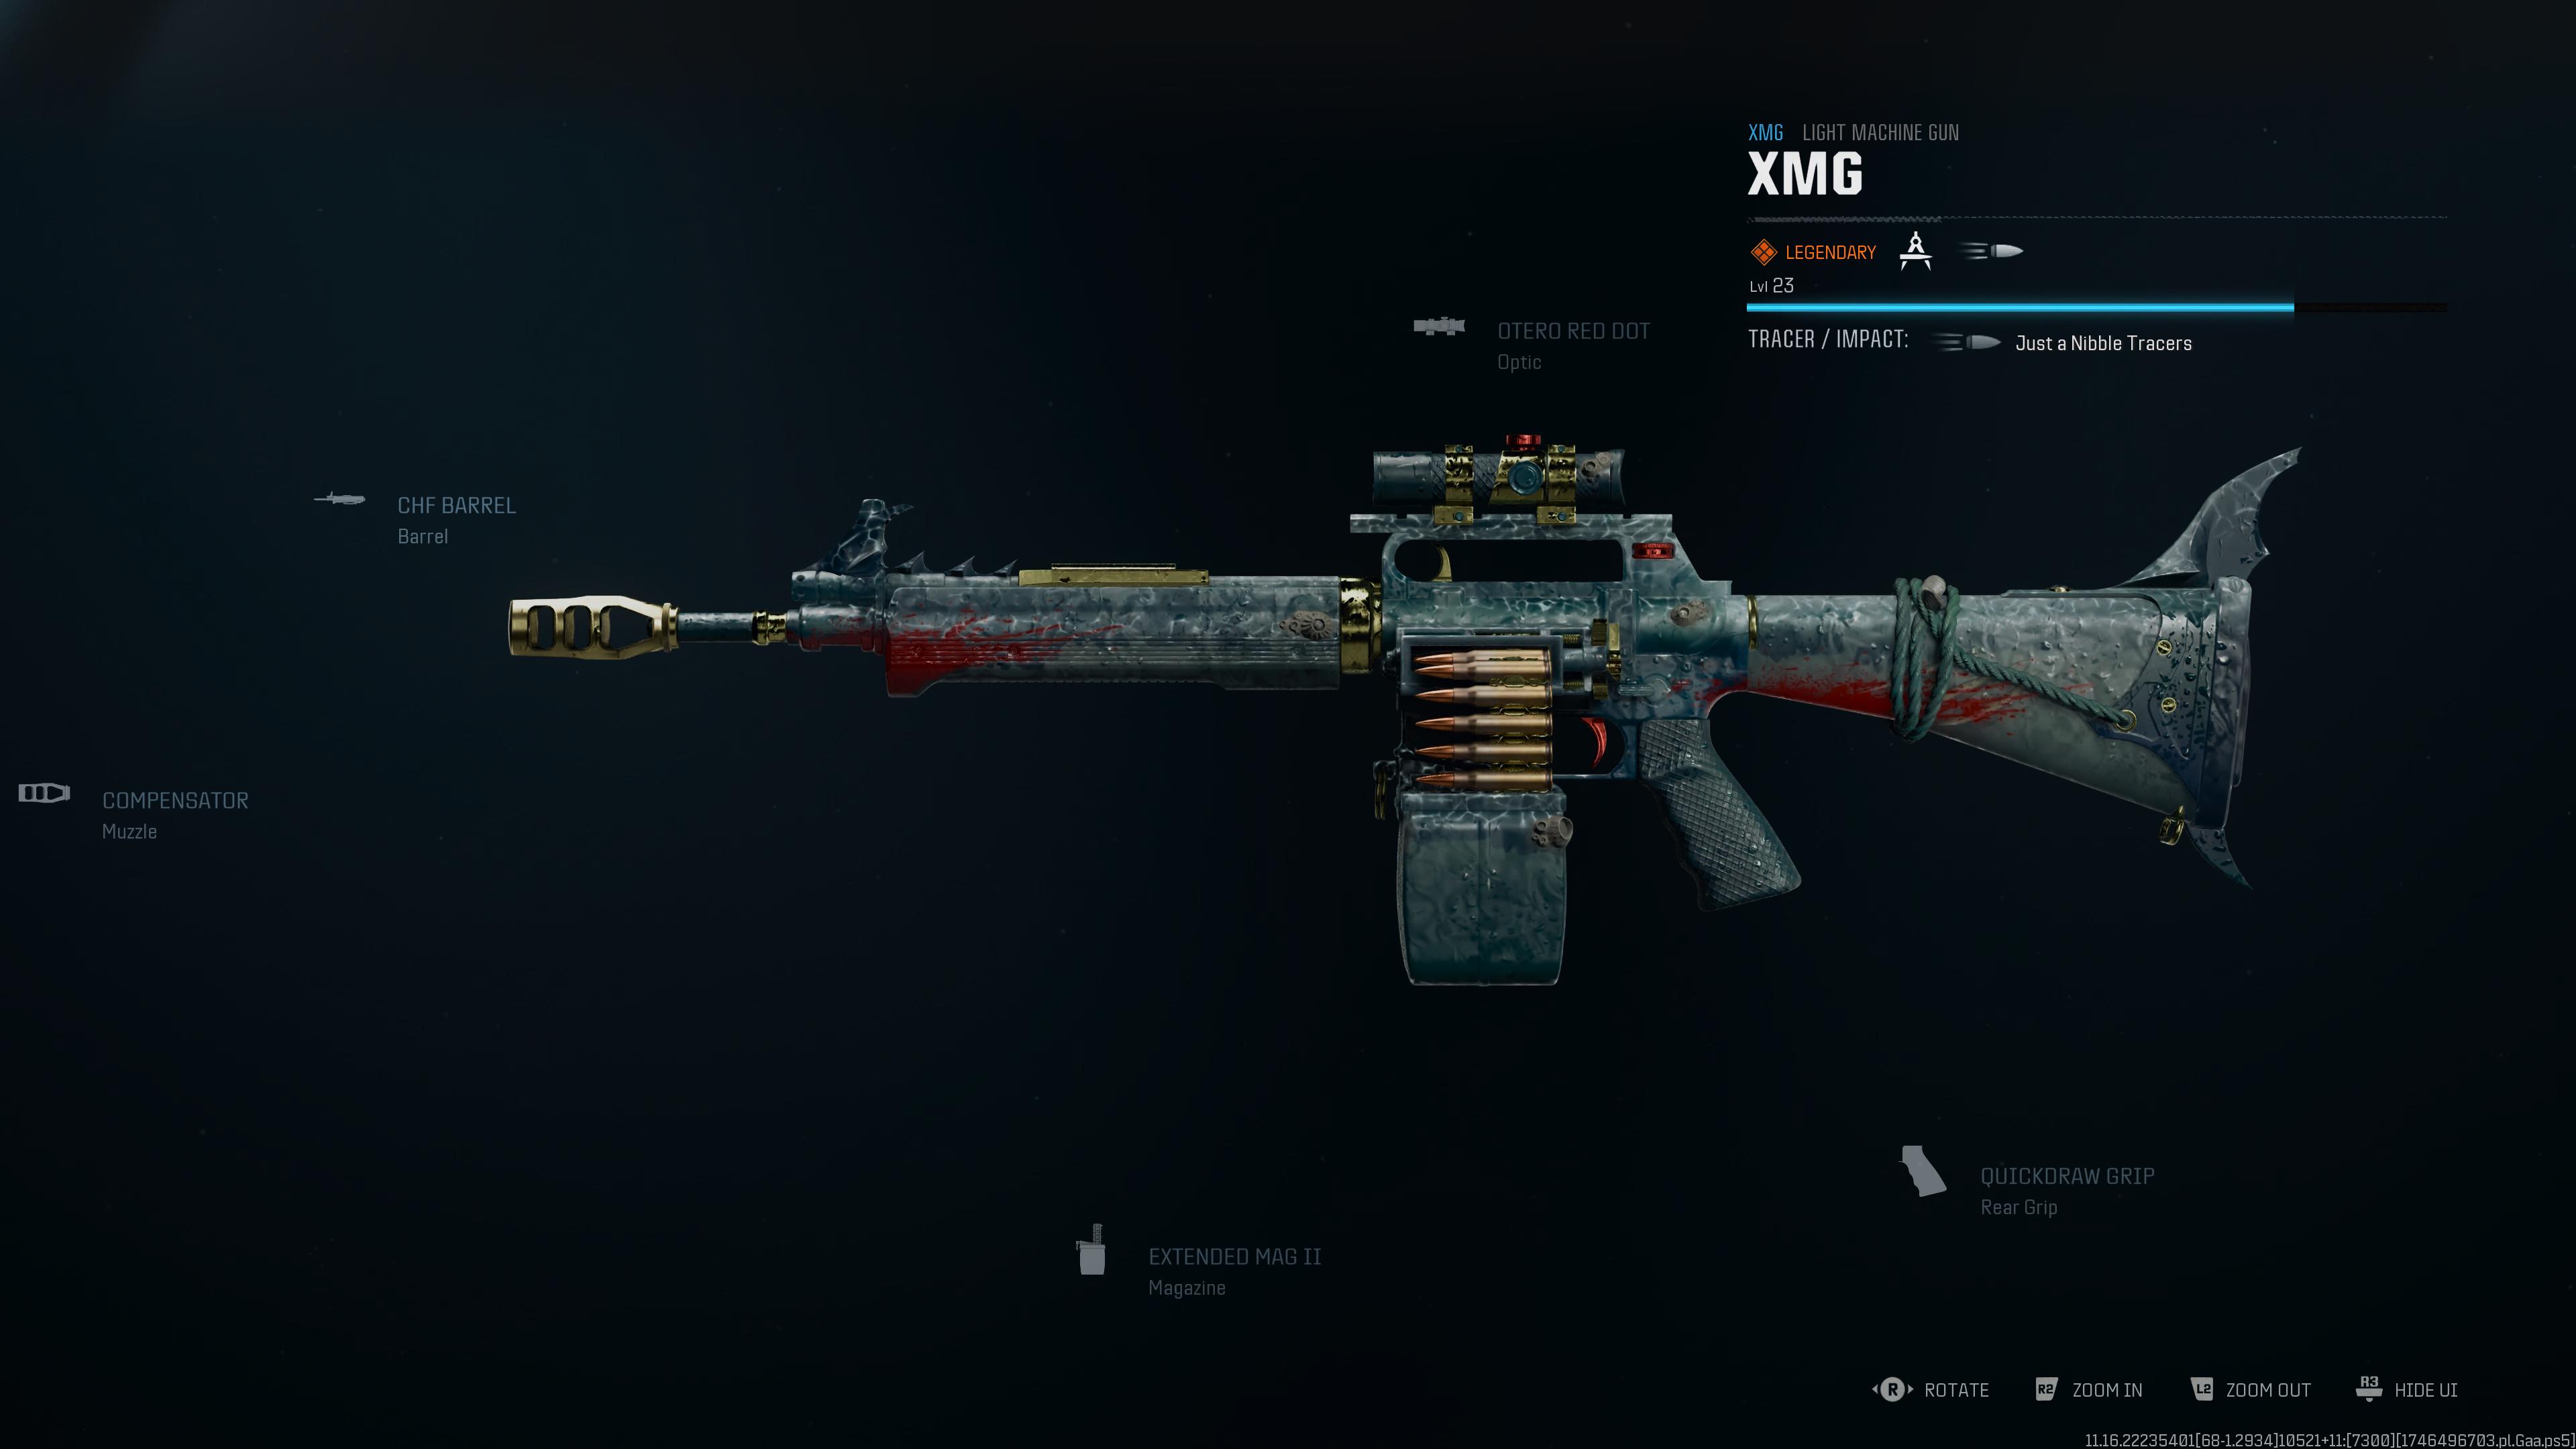 XMG LIGHT MACHINE GUN
XMG
LEGENDARY
Lvl 23
TRACER / IMPACT: Just a Nibble Tracers
OTERO RED DOT
Optic
CHF BARREL
Barrel
COMPENSATOR
Muzzle
QUICKDRAW GRIP
Rear Grip
EXTENDED MAG II
Magazine
R ROTATE R2 ZOOM IN L2 ZOOM OUT R3 HIDE UI
11.16.22235401[68-1.2934]10521+11:[7300][1746496703.pl.Gaa.ps5]